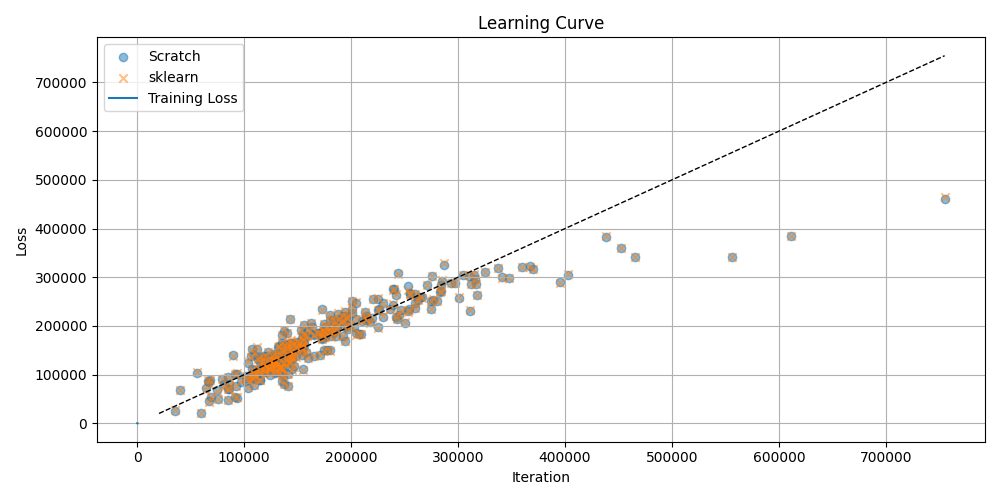 Learning Curve
Scratch
sklearn
Training Loss
700000
600000
500000
400000
300000
200000
100000
0
Loss
0 100000 200000 300000 400000 500000 600000 700000
Iteration